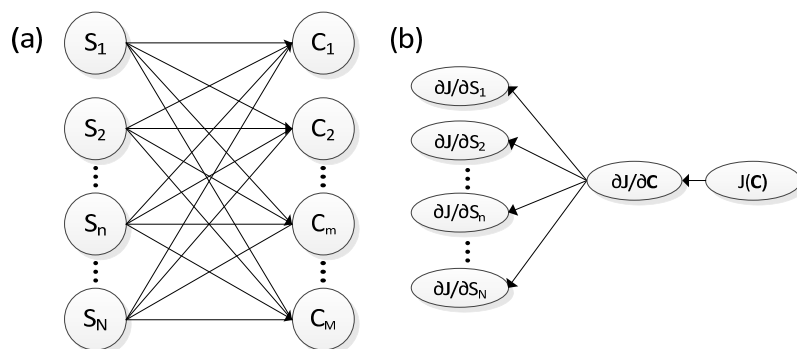 (a)
S1
S2
Sn
SN
C1
C2
Cm
CM
(b)
∂J/∂S1
∂J/∂S2
∂J/∂Sn
∂J/∂SN
∂J/∂C
J(C)